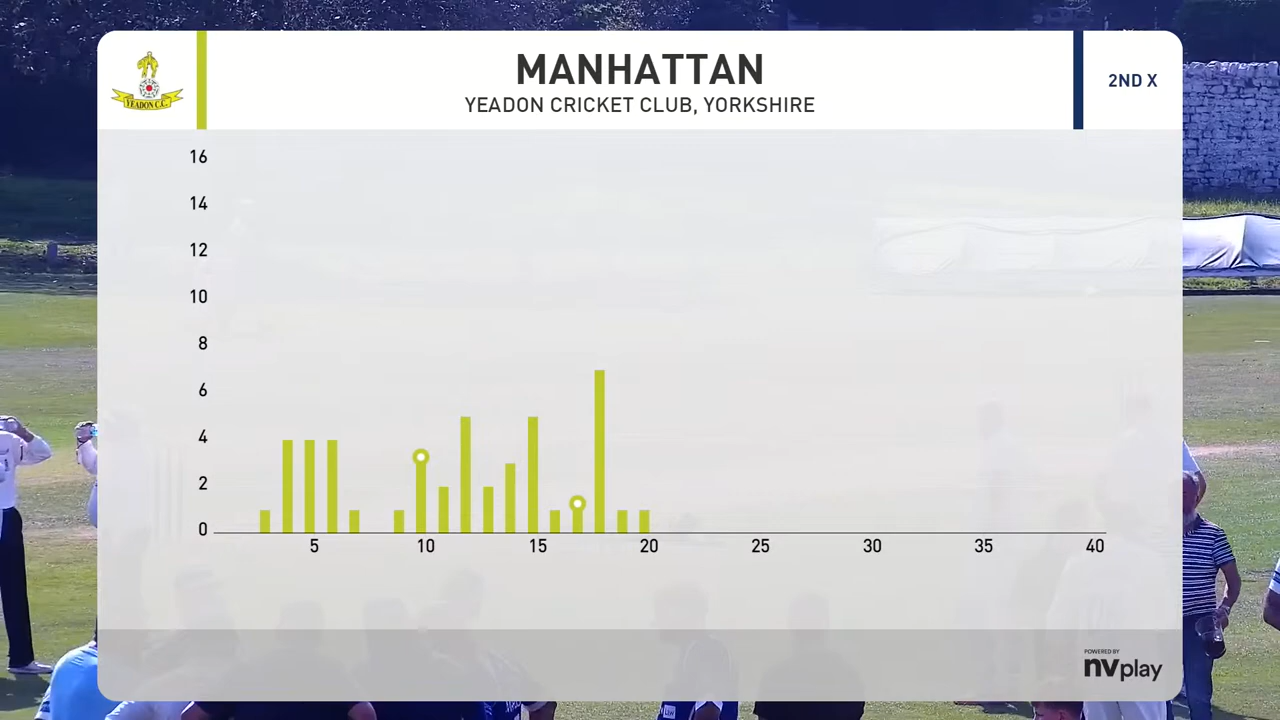 YEADON C.C.
MANHATTAN
YEADON CRICKET CLUB, YORKSHIRE
2ND X
16
14
12
10
8
6
4
2
0
5 10 15 20 25 30 35 40
POWERED BY
nvplay